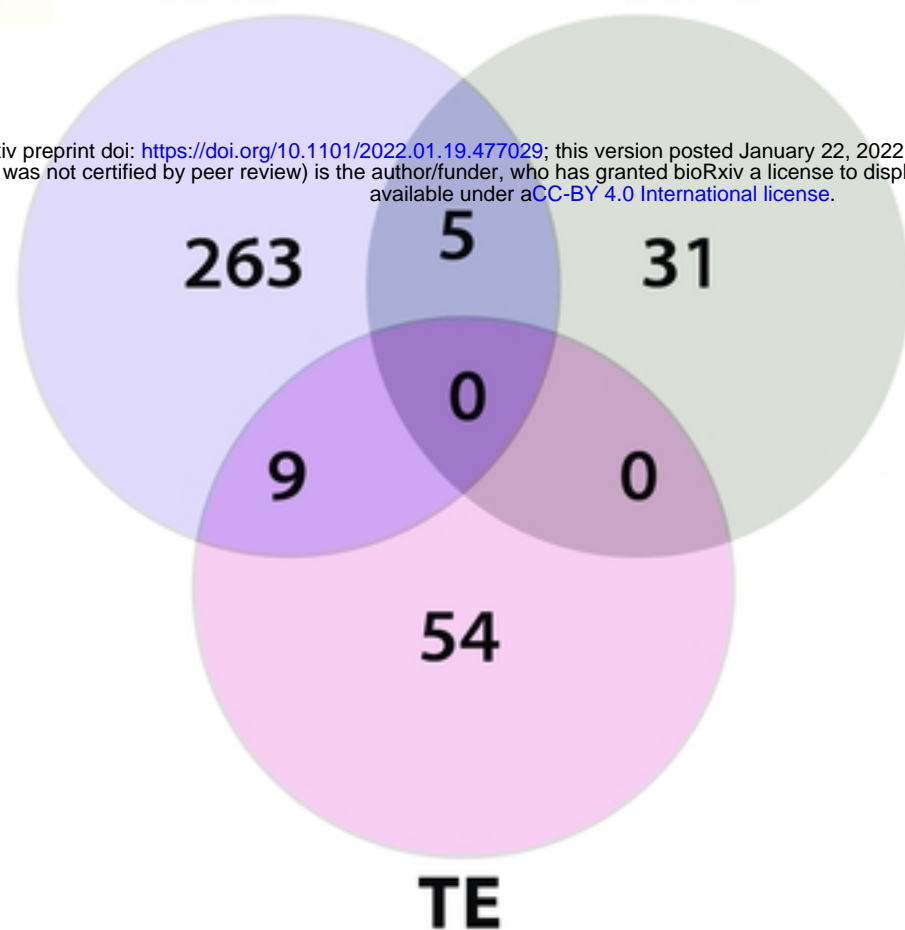 iv preprint doi: https://doi.org/10.1101/2022.01.19.477029; this version posted January 22, 2022
was not certified by peer review) is the author/funder, who has granted bioRxiv a license to displ
available under aCC-BY 4.0 International license.
5
263
31
0
9
0
54
TE